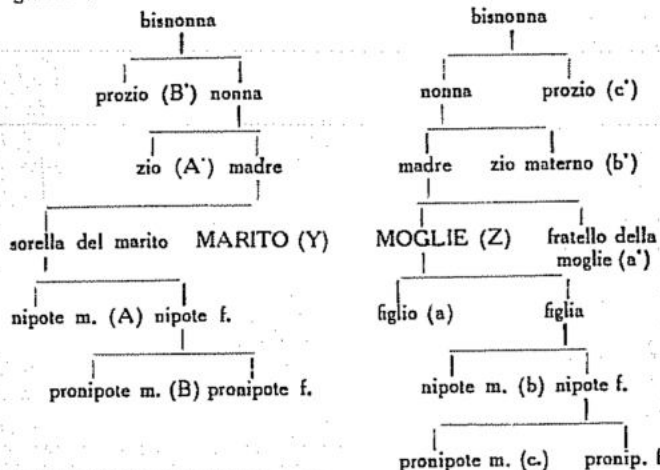 bisnonna bisnonna
prozio (B') nonna nonna prozio (c')
zio (A') madre madre zio materno (b')
sorella del marito MARITO (Y) MOGLIE (Z) fratello della
moglie (a')
nipote m. (A) nipote f. figlio (a) figlia
pronipote m. (B) pronipote f. nipote m. (b) nipote f.
pronipote m. (c.) pronip.